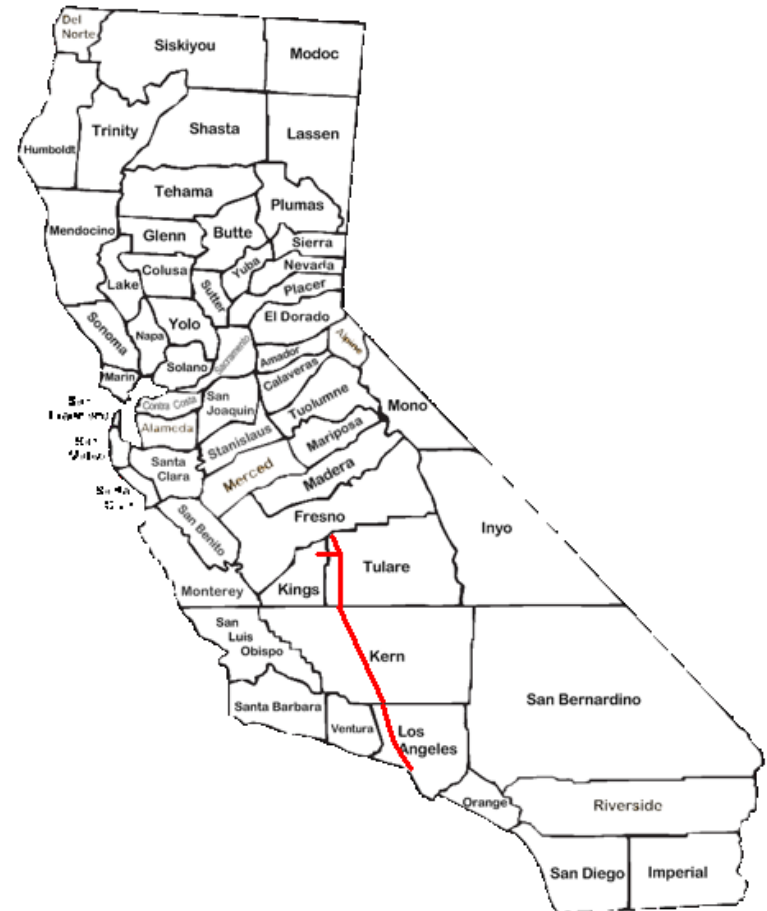 Del
Norte
Siskiyou
Modoc
Humboldt
Trinity
Shasta
Lassen
Tehama
Plumas
Mendocino
Glenn
Butte
Sierra
Colusa
Yuba
Nevada
Lake
Sutter
Placer
Sonoma
Napa
Yolo
El Dorado
Sacramento
Alpine
Marin
Solano
Amador
Calaveras
Contra Costa
San
Joaquin
Tuolumne
Mono
San
Alameda
Stanislaus
Mariposa
Santa
Clara
Merced
Madera
San Benito
Fresno
Inyo
Monterey
Kings
Tulare
San
Luis
Obispo
Kern
Santa Barbara
Ventura
Los
Angeles
San Bernardino
Orange
Riverside
San Diego
Imperial